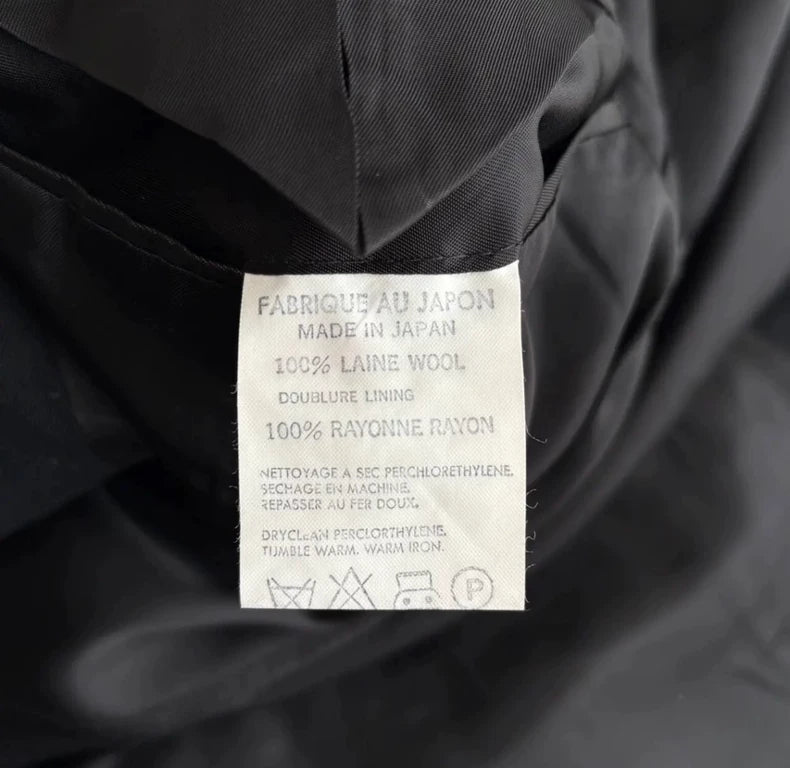 FABRIQUE AU JAPON
MADE IN JAPAN
100% LAINE WOOL
DOUBLURE LINING
100% RAYONNE RAYON
NETTOYAGE A SEC PERCHLORETHYLENE.
SECHAGE EN MACHINE.
REPASSER AU FER DOUX.
DRYCLEAN PERCLORTHYLENE.
TUMBLE WARM. WARM IRON.
P